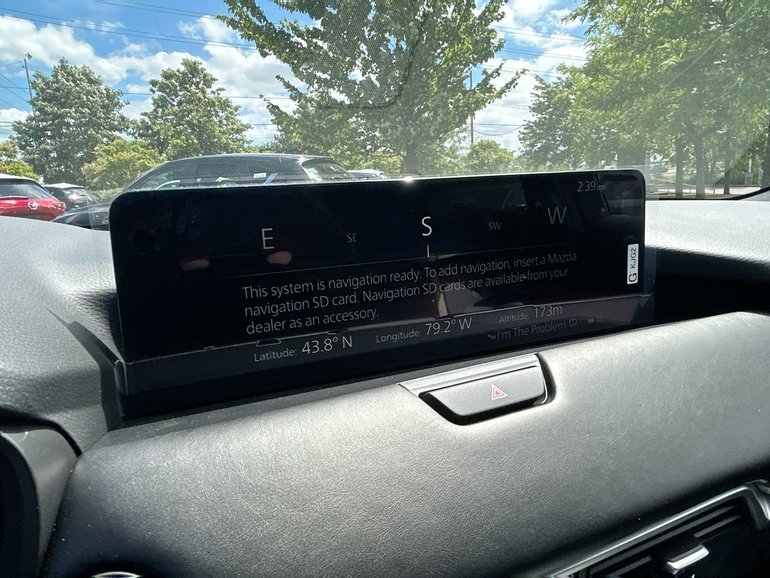 2:39
E SE S SW W
This system is navigation ready. To add navigation, insert a Mazda
navigation SD card. Navigation SD cards are available from your
dealer as an accessory.
Latitude: 43.8° N Longitude: 79.2° W Altitude: 173m
I'm The Problem
G KJG2